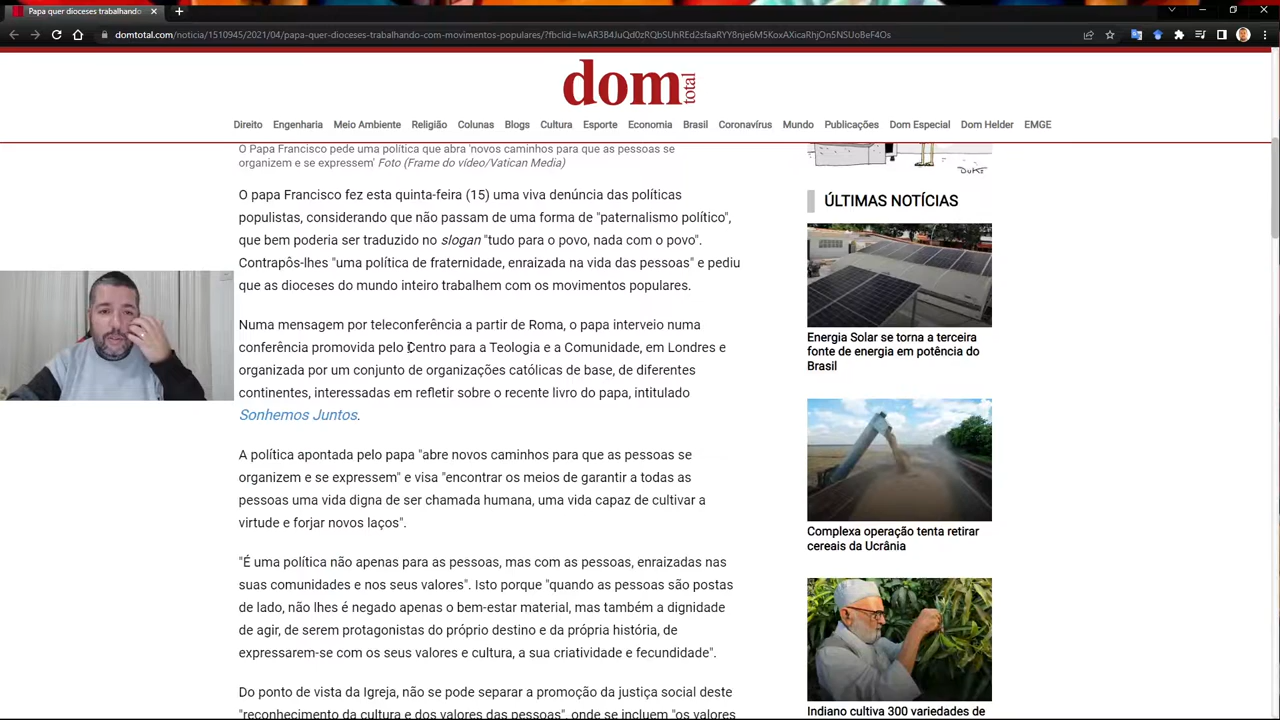 Papa quer dioceses trabalhando
domtotal.com/noticia/1510945/2021/04/papa-quer-dioceses-trabalhando-com-movimentos-populares/?fbclid=IwAR3B4JuQd0zRQbSUhREd2sfaaRYY8nje6M5KoxAXicaRhjOn5NSUoBeF4Os
dom total
Direito Engenharia Meio Ambiente Religião Colunas Blogs Cultura Esporte Economia Brasil Coronavírus Mundo Publicações Dom Especial Dom Helder EMGE
O Papa Francisco pede uma política que abra 'novos caminhos para que as pessoas se
organizem e se expressem' Foto (Frame do vídeo/Vatican Media)
O papa Francisco fez esta quinta-feira (15) uma viva denúncia das políticas
populistas, considerando que não passam de uma forma de "paternalismo político",
que bem poderia ser traduzido no slogan "tudo para o povo, nada com o povo".
Contrapôs-lhes "uma política de fraternidade, enraizada na vida das pessoas" e pediu
que as dioceses do mundo inteiro trabalhem com os movimentos populares.
Numa mensagem por teleconferência a partir de Roma, o papa interveio numa
conferência promovida pelo Centro para a Teologia e a Comunidade, em Londres e
organizada por um conjunto de organizações católicas de base, de diferentes
continentes, interessadas em refletir sobre o recente livro do papa, intitulado
Sonhemos Juntos.
A política apontada pelo papa "abre novos caminhos para que as pessoas se
organizem e se expressem" e visa "encontrar os meios de garantir a todas as
pessoas uma vida digna de ser chamada humana, uma vida capaz de cultivar a
virtude e forjar novos laços".
"É uma política não apenas para as pessoas, mas com as pessoas, enraizadas nas
suas comunidades e nos seus valores". Isto porque "quando as pessoas são postas
de lado, não lhes é negado apenas o bem-estar material, mas também a dignidade
de agir, de serem protagonistas do próprio destino e da própria história, de
expressarem-se com os seus valores e cultura, a sua criatividade e fecundidade".
Do ponto de vista da Igreja, não se pode separar a promoção da justiça social deste
"reconhecimento da cultura e dos valores das pessoas", onde se incluem "os valores
DUKE
ÚLTIMAS NOTÍCIAS
Energia Solar se torna a terceira
fonte de energia em potência do
Brasil
Complexa operação tenta retirar
cereais da Ucrânia
Indiano cultiva 300 variedades de